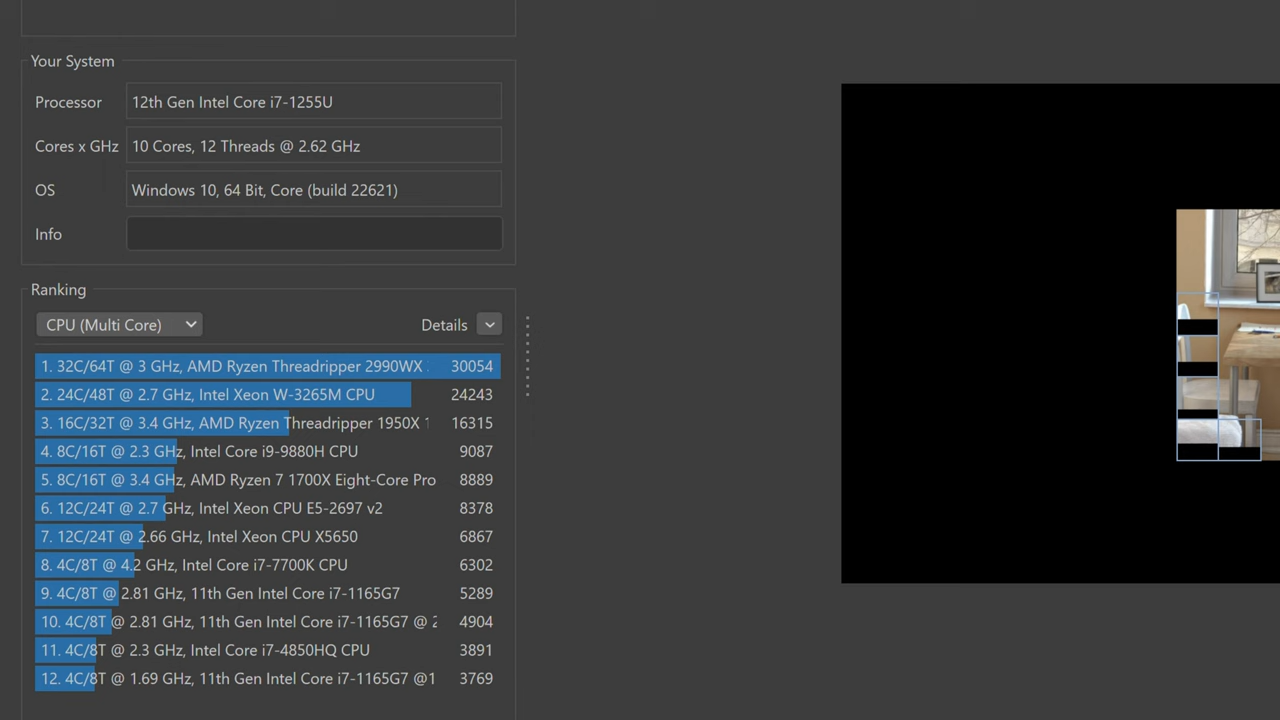 Your System
Processor 12th Gen Intel Core i7-1255U
Cores x GHz 10 Cores, 12 Threads @ 2.62 GHz
OS Windows 10, 64 Bit, Core (build 22621)
Info
Ranking
CPU (Multi Core) Details
1. 32C/64T @ 3 GHz, AMD Ryzen Threadripper 2990WX 30054
2. 24C/48T @ 2.7 GHz, Intel Xeon W-3265M CPU 24243
3. 16C/32T @ 3.4 GHz, AMD Ryzen Threadripper 1950X 1 16315
4. 8C/16T @ 2.3 GHz, Intel Core i9-9880H CPU 9087
5. 8C/16T @ 3.4 GHz, AMD Ryzen 7 1700X Eight-Core Pro 8889
6. 12C/24T @ 2.7 GHz, Intel Xeon CPU E5-2697 v2 8378
7. 12C/24T @ 2.66 GHz, Intel Xeon CPU X5650 6867
8. 4C/8T @ 4.2 GHz, Intel Core i7-7700K CPU 6302
9. 4C/8T @ 2.81 GHz, 11th Gen Intel Core i7-1165G7 5289
10. 4C/8T @ 2.81 GHz, 11th Gen Intel Core i7-1165G7 @ 2 4904
11. 4C/8T @ 2.3 GHz, Intel Core i7-4850HQ CPU 3891
12. 4C/8T @ 1.69 GHz, 11th Gen Intel Core i7-1165G7 @1 3769